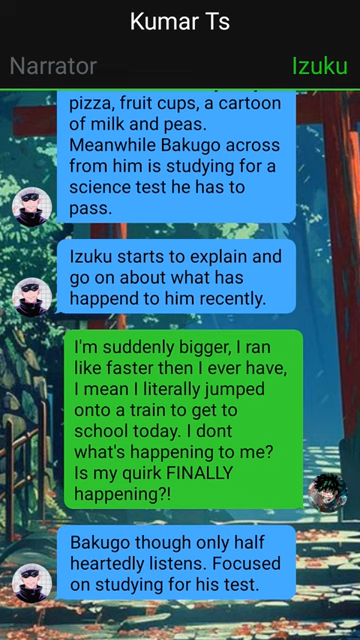 Kumar Ts
Narrator
Izuku
pizza, fruit cups, a cartoon
of milk and peas.
Meanwhile Bakugo across
from him is studying for a
science test he has to
pass.
Izuku starts to explain and
go on about what has
happend to him recently.
I'm suddenly bigger, I ran
like faster then I ever have,
I mean I literally jumped
onto a train to get to
school today. I dont
what's happening to me?
Is my quirk FINALLY
happening?!
Bakugo though only half
heartedly listens. Focused
on studying for his test.